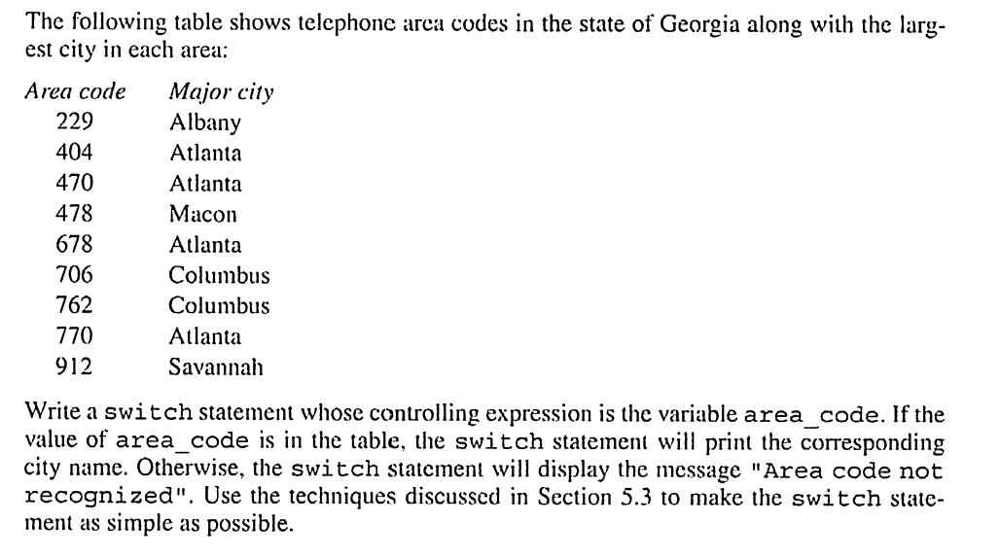 The following table shows telephone area codes in the state of Georgia along with the larg-
est city in each area:
Area code Major city
229 Albany
404 Atlanta
470 Atlanta
478 Macon
678 Atlanta
706 Columbus
762 Columbus
770 Atlanta
912 Savannah
Write a switch statement whose controlling expression is the variable area_code. If the
value of area_code is in the table, the switch statement will print the corresponding
city name. Otherwise, the switch statement will display the message "Area code not
recognized". Use the techniques discussed in Section 5.3 to make the switch state-
ment as simple as possible.